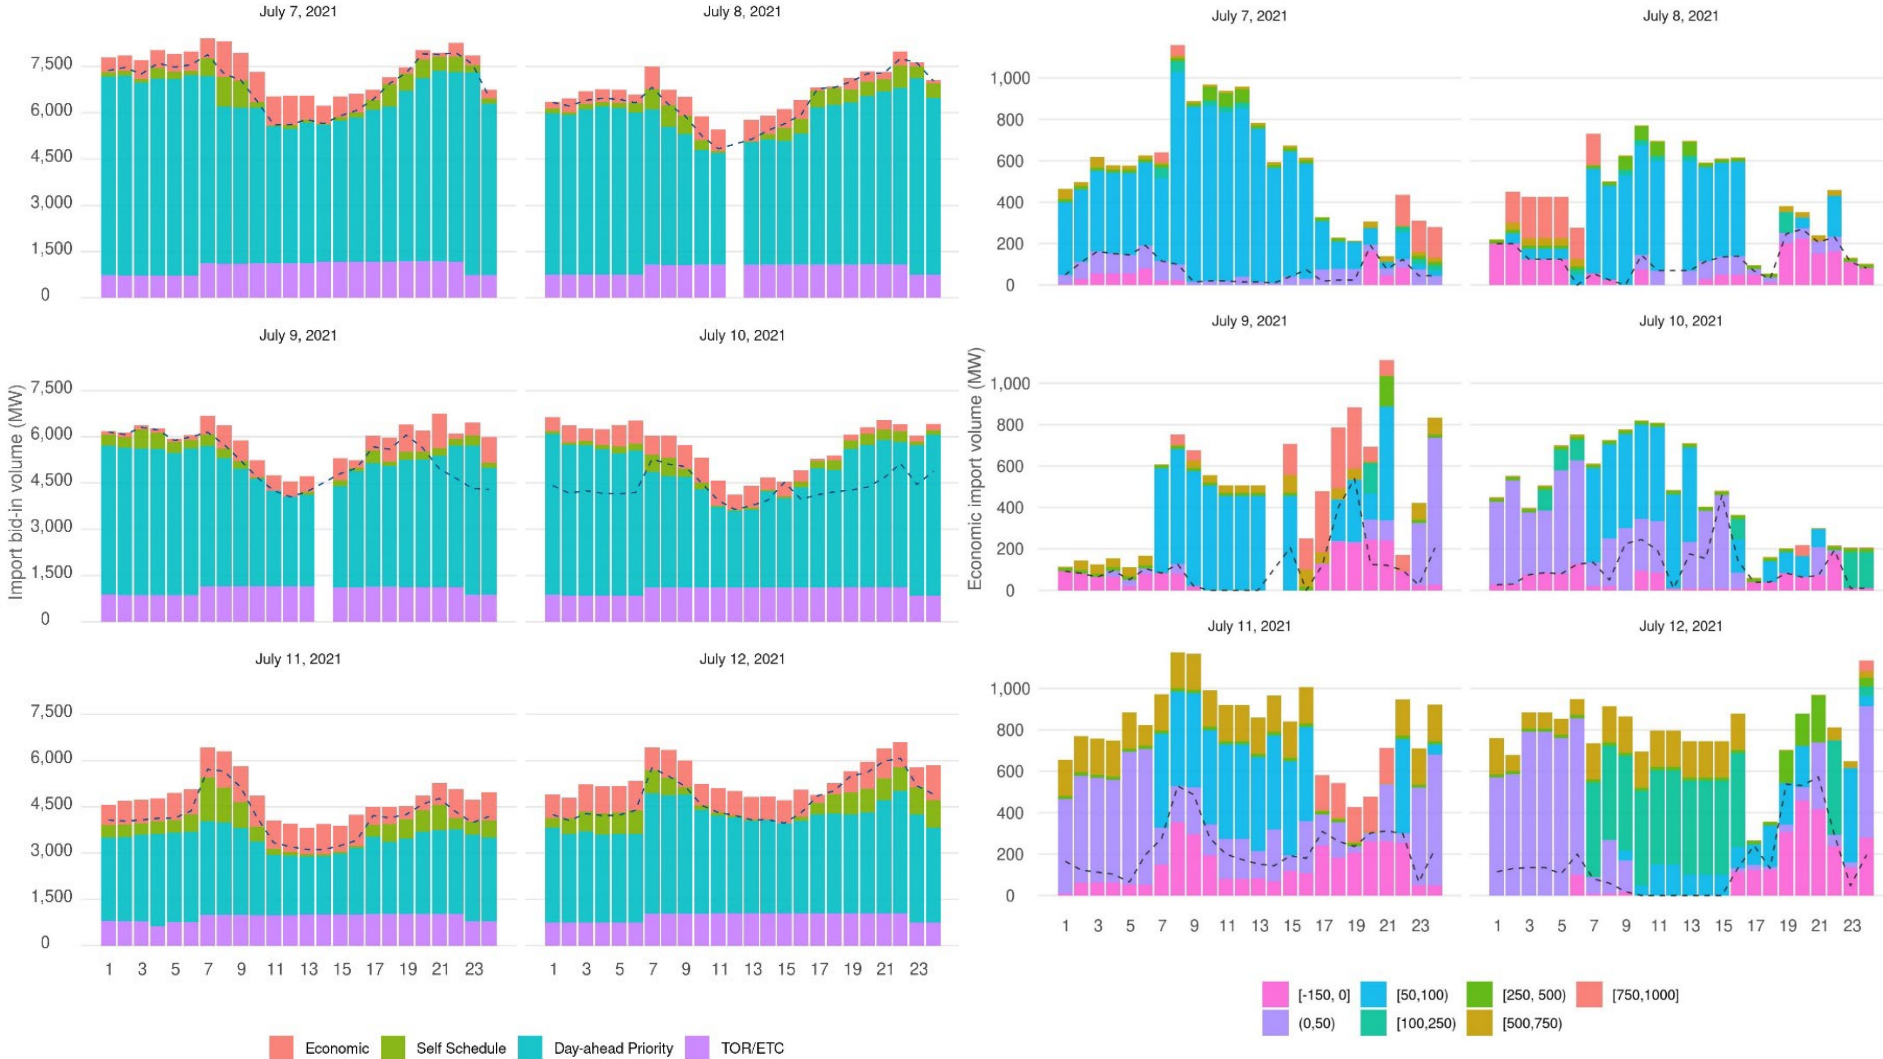 July 7, 2021
July 8, 2021
7,500
6,000
4,500
3,000
1,500
0
July 9, 2021
July 10, 2021
Import bid-in volume (MW)
7,500
6,000
4,500
3,000
1,500
0
July 11, 2021
July 12, 2021
7,500
6,000
4,500
3,000
1,500
0
1 3 5 7 9 11 13 15 17 19 21 23
1 3 5 7 9 11 13 15 17 19 21 23
Economic Self Schedule Day-ahead Priority TOR/ETC
July 7, 2021
July 8, 2021
1,000
800
600
400
200
0
July 9, 2021
July 10, 2021
Economic import volume (MW)
1,000
800
600
400
200
0
July 11, 2021
July 12, 2021
1,000
800
600
400
200
0
1 3 5 7 9 11 13 15 17 19 21 23
1 3 5 7 9 11 13 15 17 19 21 23
[-150, 0] [50,100) [250, 500) [750,1000]
(0,50) [100,250) [500,750)